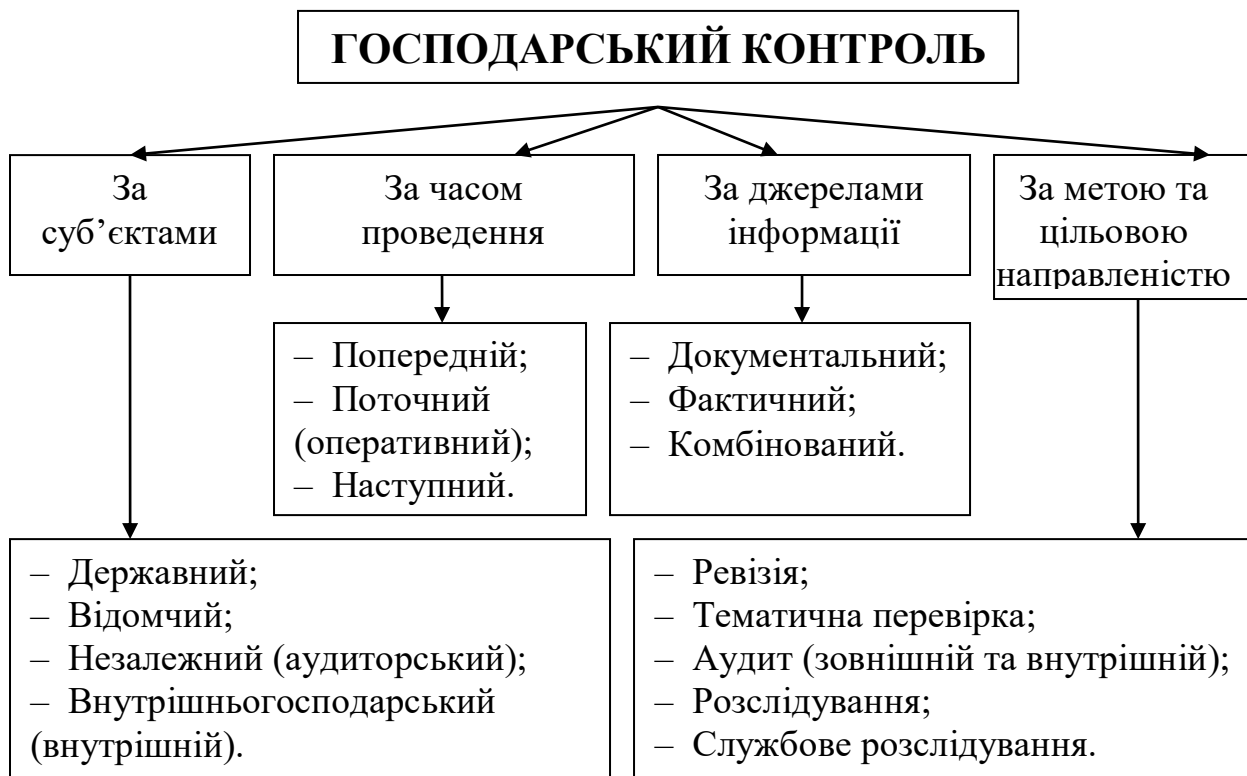 ГОСПОДАРСЬКИЙ КОНТРОЛЬ
За
суб’єктами
За часом
проведення
За джерелами
інформації
За метою та
цільовою
направленістю
– Попередній;
– Поточний
(оперативний);
– Наступний.
– Документальний;
– Фактичний;
– Комбінований.
– Державний;
– Відомчий;
– Незалежний (аудиторський);
– Внутрішньогосподарський
(внутрішній).
– Ревізія;
– Тематична перевірка;
– Аудит (зовнішній та внутрішній);
– Розслідування;
– Службове розслідування.